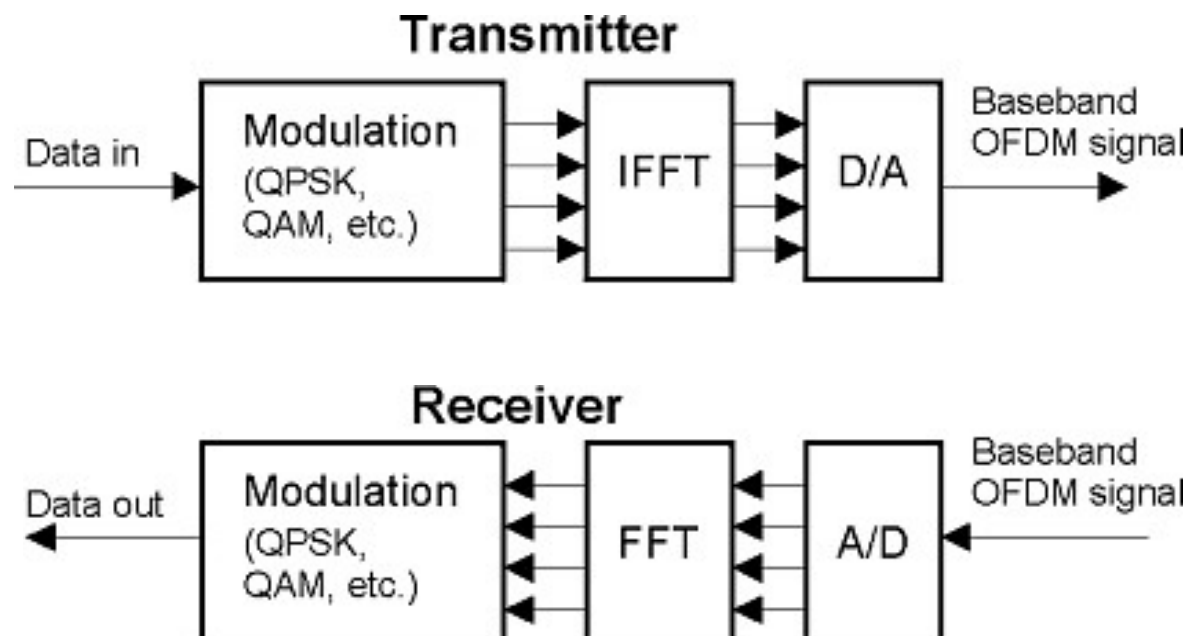 Transmitter
Data in
Modulation
(QPSK,
QAM, etc.)
IFFT
D/A
Baseband
OFDM signal
Receiver
Data out
Modulation
(QPSK,
QAM, etc.)
FFT
A/D
Baseband
OFDM signal